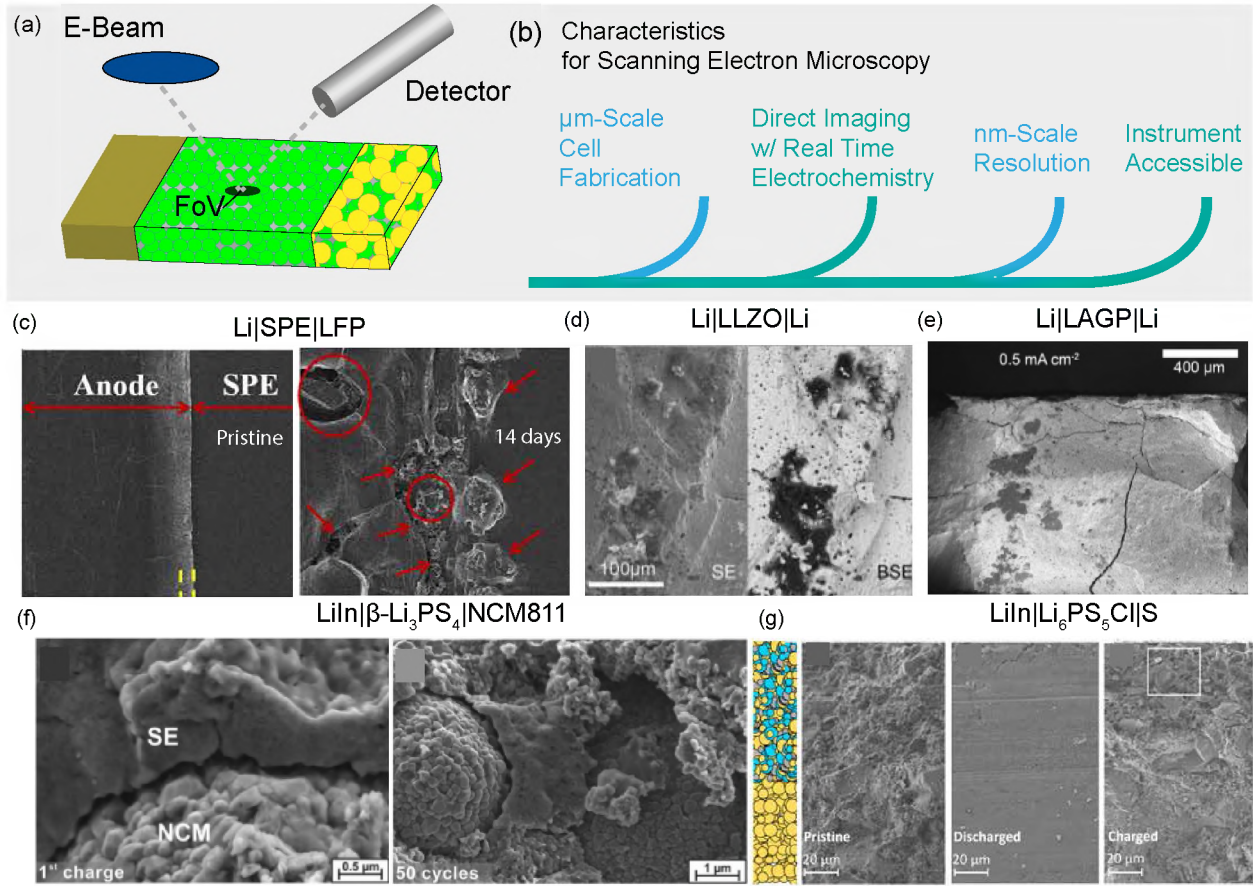 (a)
E-Beam
Detector
FoV
(b)
Characteristics
for Scanning Electron Microscopy
µm-Scale
Cell
Fabrication
Direct Imaging
w/ Real Time
Electrochemistry
nm-Scale
Resolution
Instrument
Accessible
(c)
Li|SPE|LFP
Anode
SPE
Pristine
14 days
(d)
Li|LLZO|Li
100µm
SE
BSE
(e)
Li|LAGP|Li
0.5 mA cm⁻²
400 µm
(f)
LiIn|β-Li₃PS₄|NCM811
SE
NCM
1ˢᵗ charge
0.5 µm
50 cycles
1 µm
(g)
LiIn|Li₆PS₅Cl|S
Pristine
20 µm
Discharged
20 µm
Charged
20 µm